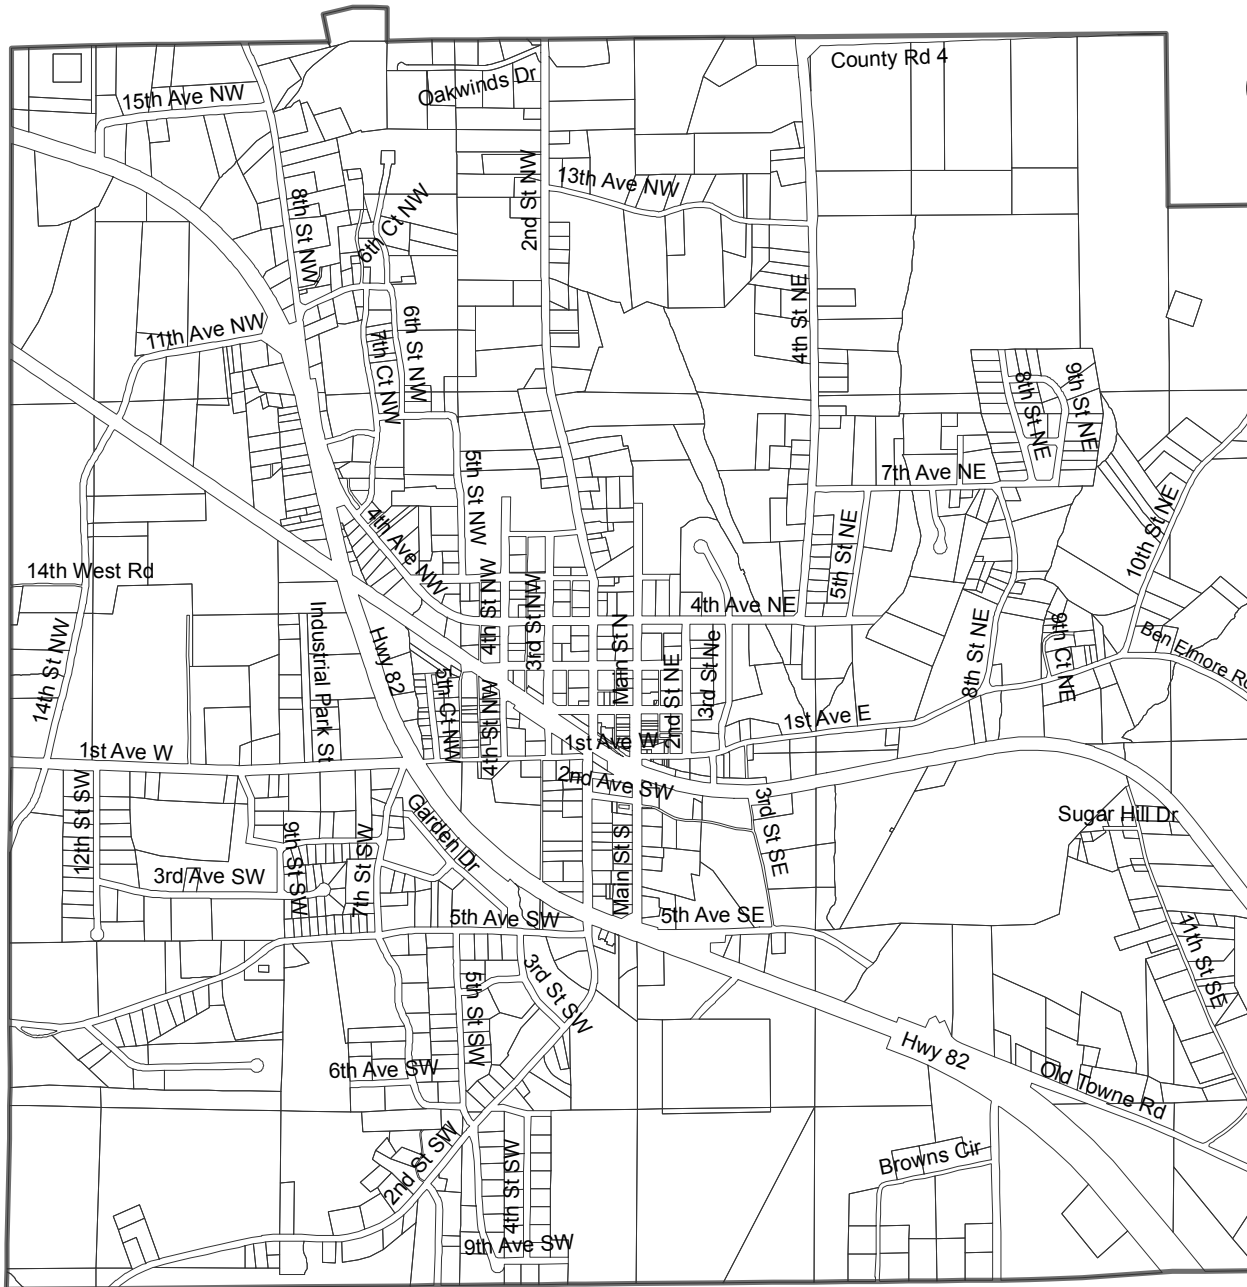 County Rd 4
Oakwinds Dr
15th Ave NW
13th Ave NW
2nd St NW
8th St NW
6th Ct NW
4th St NE
11th Ave NW
6th St NW
7th Ct NW
8th St NE
9th St NE
7th Ave NE
5th St NW
10th St NE
4th Ave NW
5th St NE
14th West Rd
4th St NW
3rd St NW
4th Ave NE
Industrial Park St
Hwy 82
Main St N
9th Ct NE
Ben Elmore Rd
14th St NW
8th St NE
2nd St NE
3rd St Ne
5th Ct NW
4th St NW
1st Ave E
1st Ave W
1st Ave W
2nd Ave SW
12th St SW
Garden Dr
3rd St SE
Sugar Hill Dr
9th St SW
7th St SW
3rd Ave SW
Main St S
5th Ave SW
5th Ave SE
11th St SE
3rd St SW
5th St SW
Hwy 82
6th Ave SW
Old Towne Rd
2nd St SW
Browns Cir
4th St SW
9th Ave SW